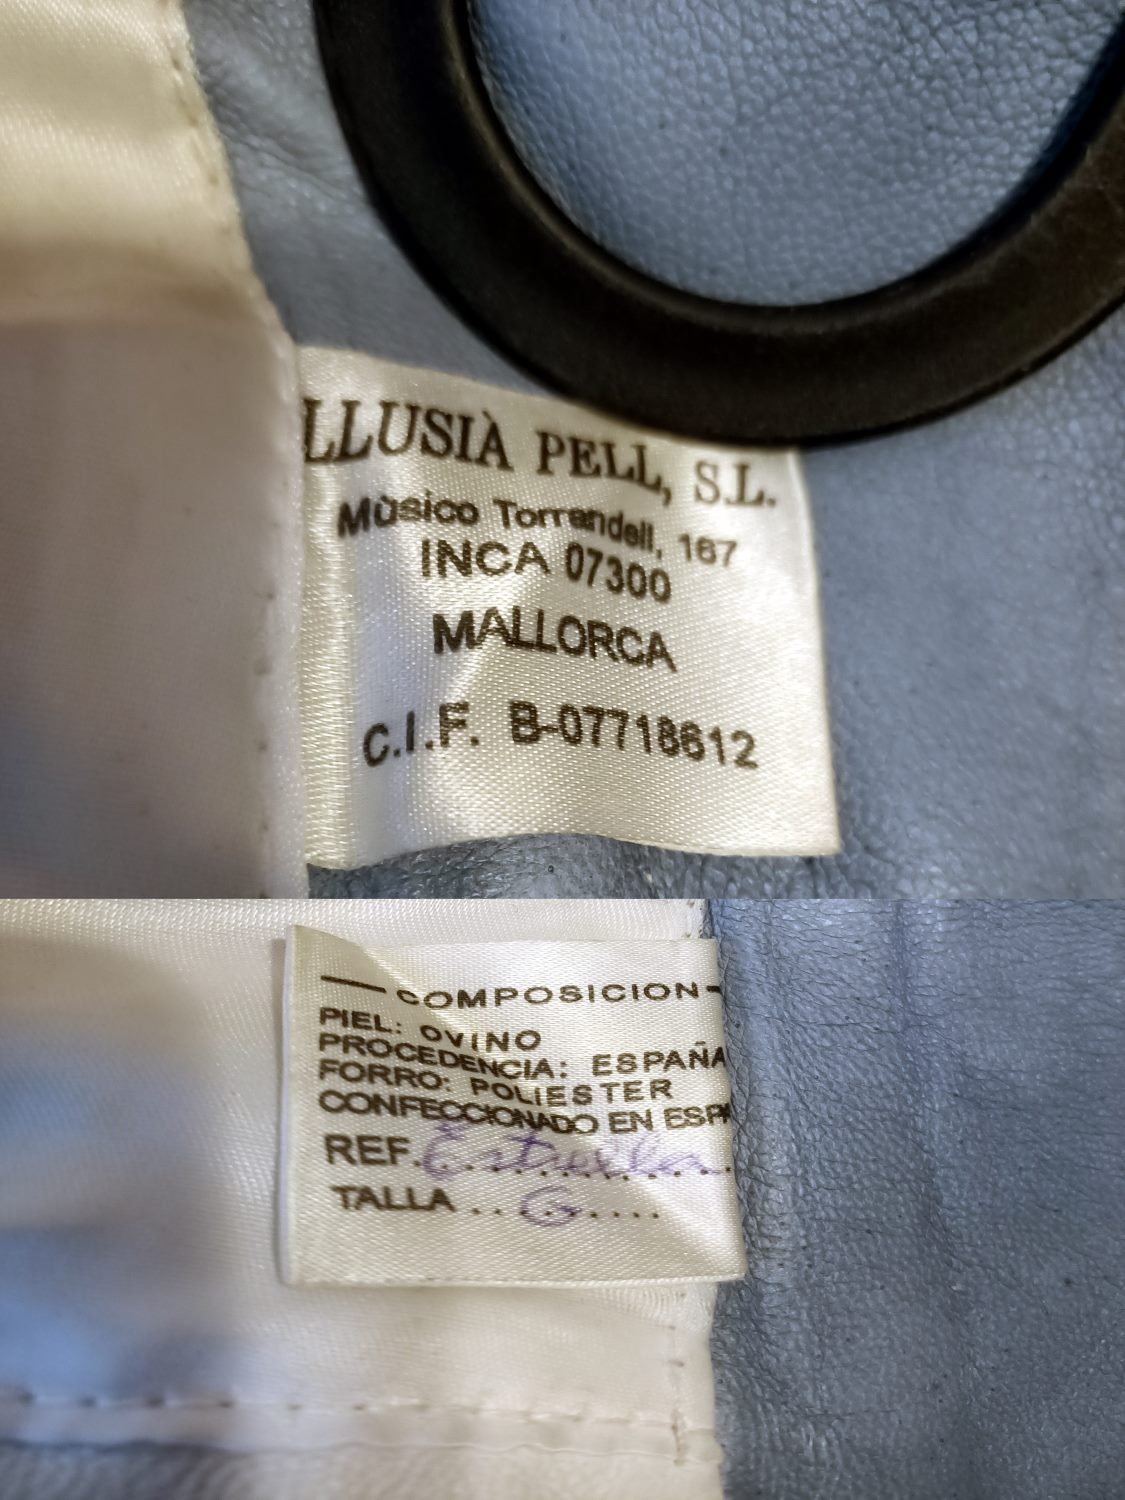 LLUSIÀ PELL, S.L.
Mùsico Torrandell, 167
INCA 07300
MALLORCA
C.I.F. B-07718612
COMPOSICION
PIEL: OVINO
PROCEDENCIA: ESPAÑA
FORRO: POLIESTER
CONFECCIONADO EN ESPA
REF. Estrella
TALLA . . G . . . .